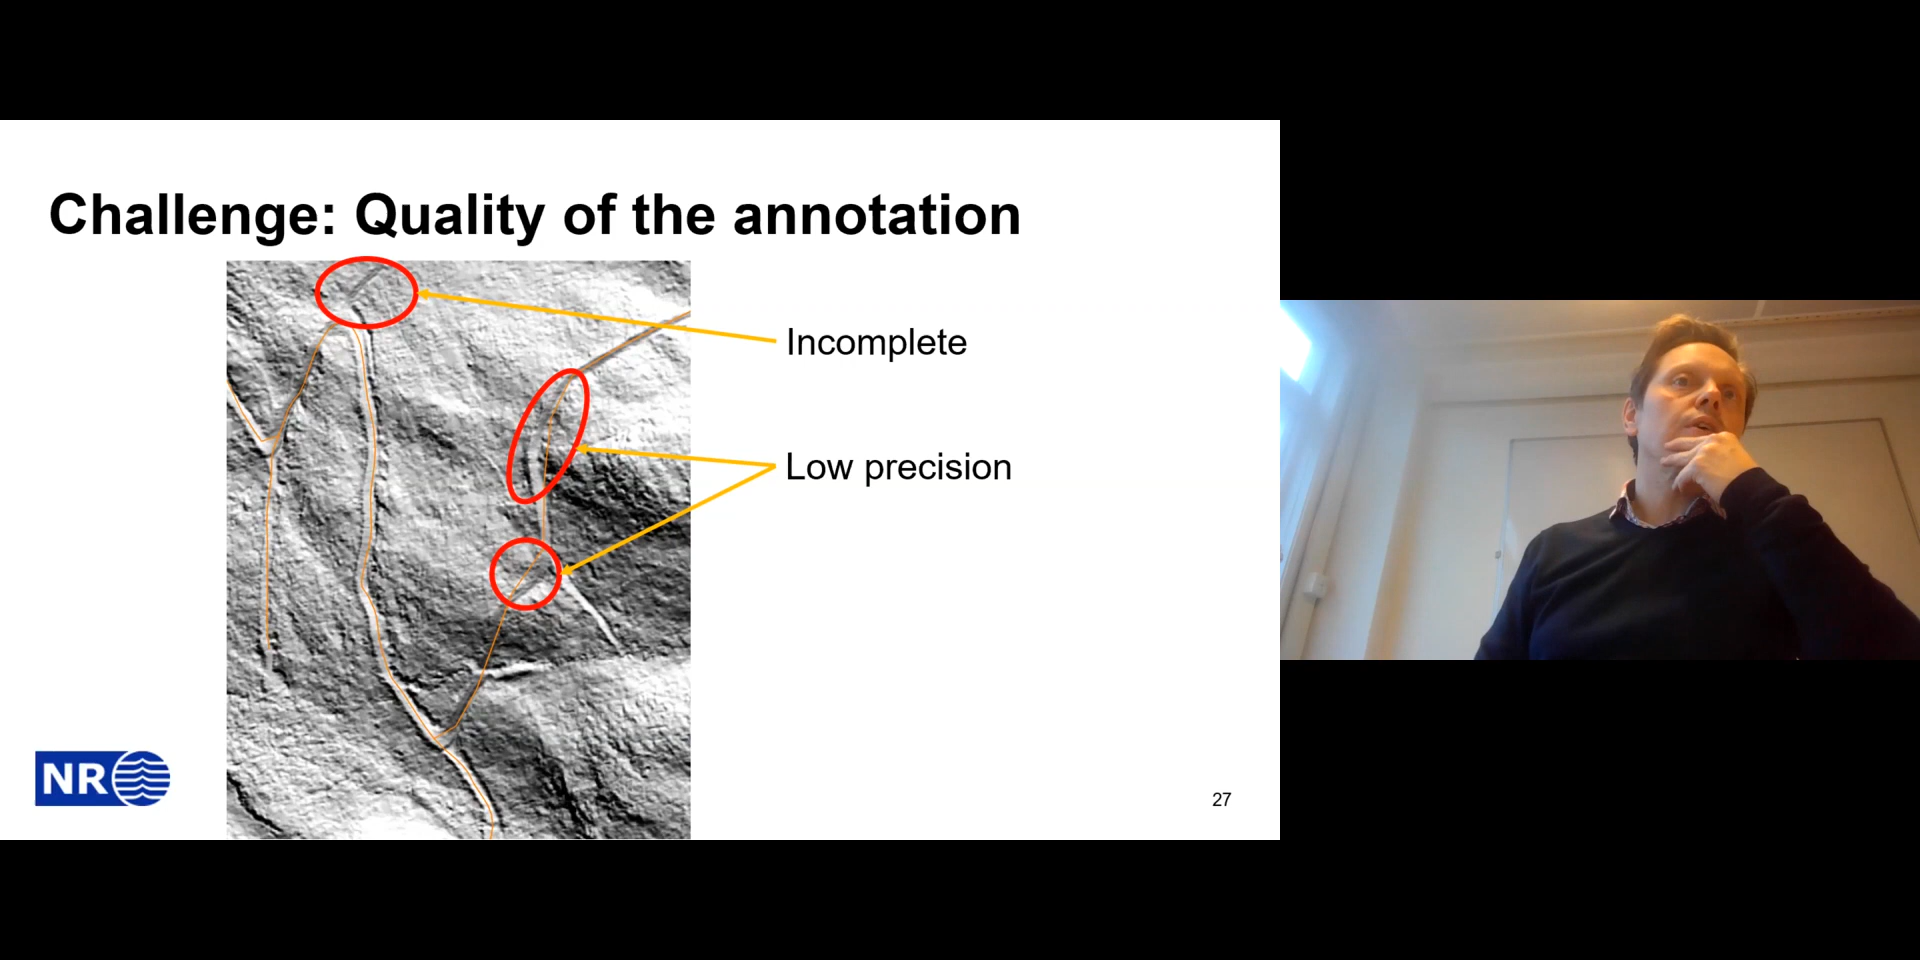 Challenge: Quality of the annotation
Incomplete
Low precision
NR
27